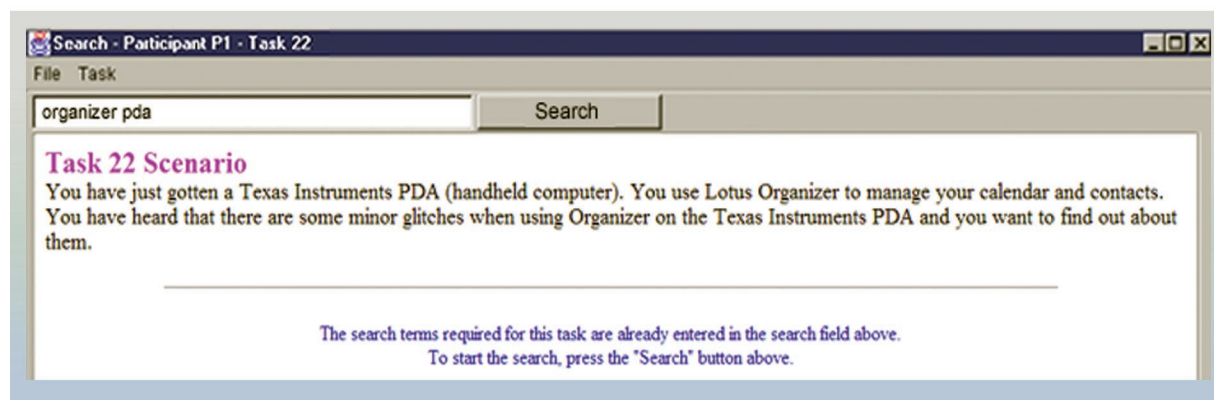 Search - Participant P1 - Task 22
File Task
organizer pda Search
Task 22 Scenario
You have just gotten a Texas Instruments PDA (handheld computer). You use Lotus Organizer to manage your calendar and contacts.
You have heard that there are some minor glitches when using Organizer on the Texas Instruments PDA and you want to find out about
them.
The search terms required for this task are already entered in the search field above.
To start the search, press the "Search" button above.